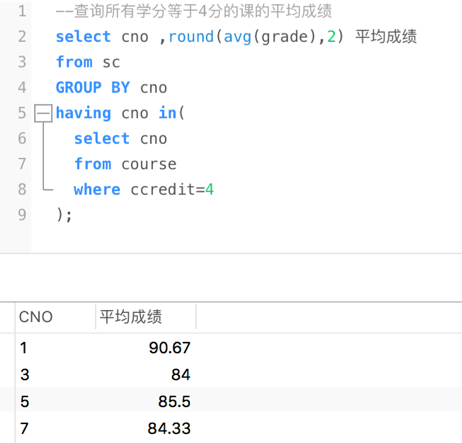 1 --查询所有学分等于4分的课的平均成绩
2 select cno ,round(avg(grade),2) 平均成绩
3 from sc
4 GROUP BY cno
5 having cno in(
6 select cno
7 from course
8 where ccredit=4
9 );
CNO 平均成绩
1 90.67
3 84
5 85.5
7 84.33